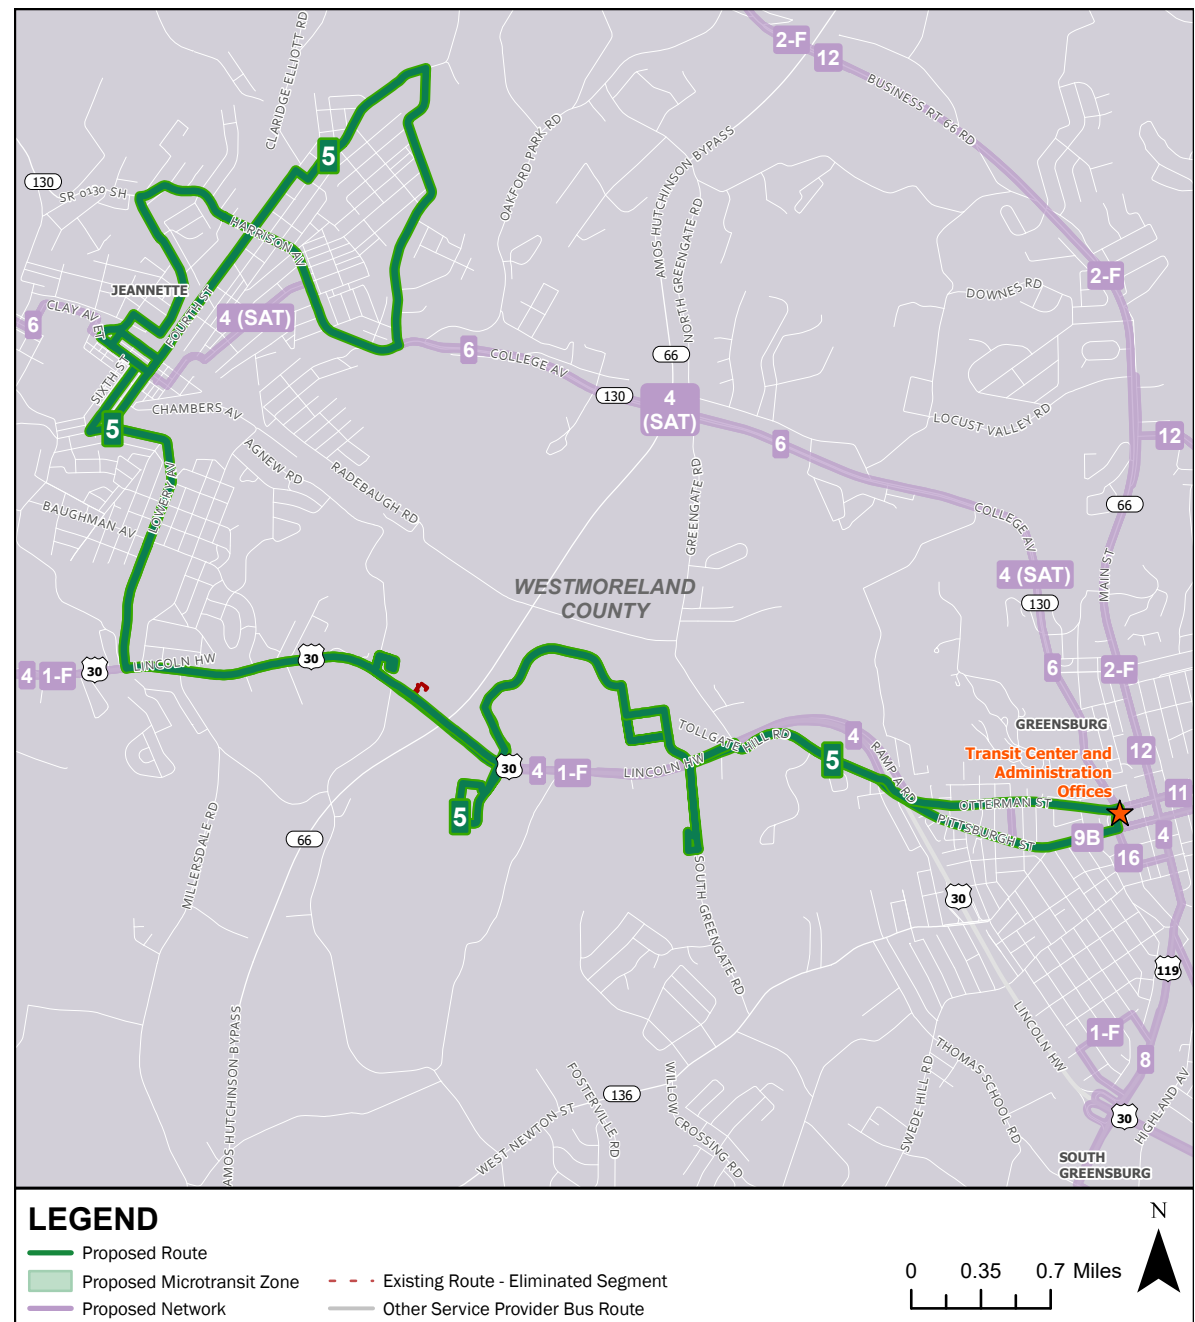 CLARIDGE ELLIOTT RD
2-F
12
BUSINESS RT 66 RD
5
OAKFORD PARK RD
AMOS HUTCHINSON BYPASS
130
SR 0130 SH
NORTH GREENGATE RD
HARRISON AV
2-F
JEANNETTE
DOWNES RD
CLAY AV
6
4 (SAT)
FOURTH ST
66
6
COLLEGE AV
SIXTH ST
130
4
(SAT)
CHAMBERS AV
LOCUST VALLEY RD
5
6
12
AGNEW RD
RADEBAUGH RD
LOWERY AV
GREENGATE RD
BAUGHMAN AV
66
COLLEGE AV
MAIN ST
WESTMORELAND
COUNTY
4 (SAT)
130
30
LINCOLN HW
4
1-F
30
6
2-F
TOLLGATE HILL RD
GREENSBURG
4
RAMP A RD
12
Transit Center and
Administration
Offices
5
30
4
1-F
LINCOLN HW
11
OTTERMAN ST
5
PITTSBURGH ST
9B
4
16
MILLERSDALE RD
66
SOUTH GREENGATE RD
30
119
LINCOLN HW
1-F
8
AMOS HUTCHINSON BYPASS
THOMAS SCHOOL RD
SWEDE HILL RD
FOSTERVILLE RD
WILLOW CROSSING RD
136
WEST NEWTON ST
30
HIGHLAND AV
SOUTH
GREENSBURG
LEGEND
Proposed Route
Proposed Microtransit Zone
Proposed Network
Existing Route - Eliminated Segment
Other Service Provider Bus Route
0 0.35 0.7 Miles
N